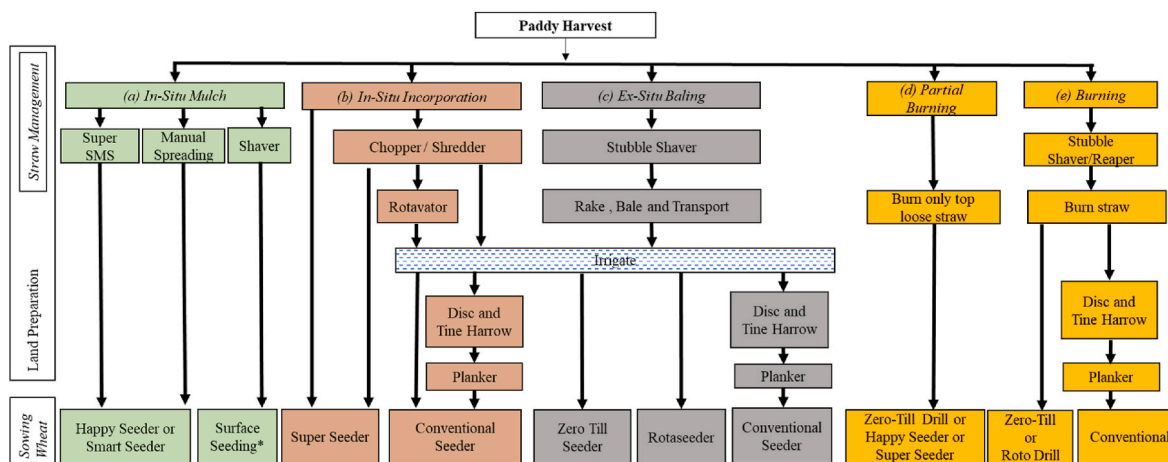 Paddy Harvest
Straw Management
(a) In-Situ Mulch
(b) In-Situ Incorporation
(c) Ex-Situ Baling
(d) Partial
Burning
(e) Burning
Super
SMS
Manual
Spreading
Shaver
Chopper / Shredder
Stubble Shaver
Stubble
Shaver/Reaper
Rotavator
Rake , Bale and Transport
Burn only top
loose straw
Burn straw
Land Preparation
Irrigate
Disc and
Tine Harrow
Disc and
Tine Harrow
Disc and
Tine Harrow
Planker
Planker
Planker
Sowing
Wheat
Happy Seeder or
Smart Seeder
Surface
Seeding*
Super Seeder
Conventional
Seeder
Zero Till
Seeder
Rotaseeder
Conventional
Seeder
Zero-Till Drill or
Happy Seeder or
Super Seeder
Zero-Till
or
Roto Drill
Conventional